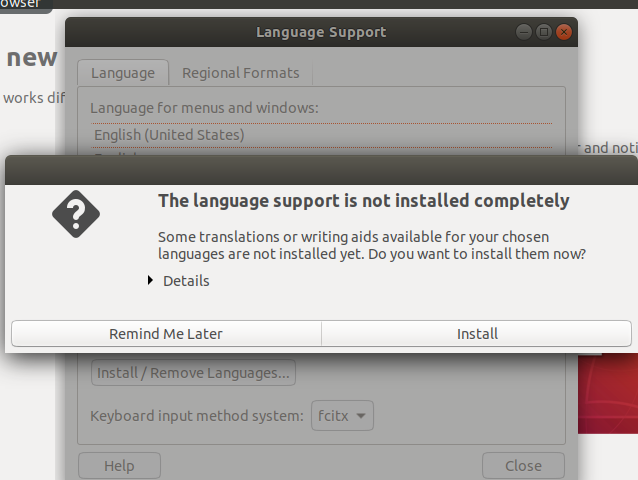 owser
Language Support
new
works dif
Language
Regional Formats
Language for menus and windows:
English (United States)
r and noti
The language support is not installed completely
Some translations or writing aids available for your chosen
languages are not installed yet. Do you want to install them now?
Details
Remind Me Later
Install
Install / Remove Languages...
Keyboard input method system:
fcitx
Help
Close